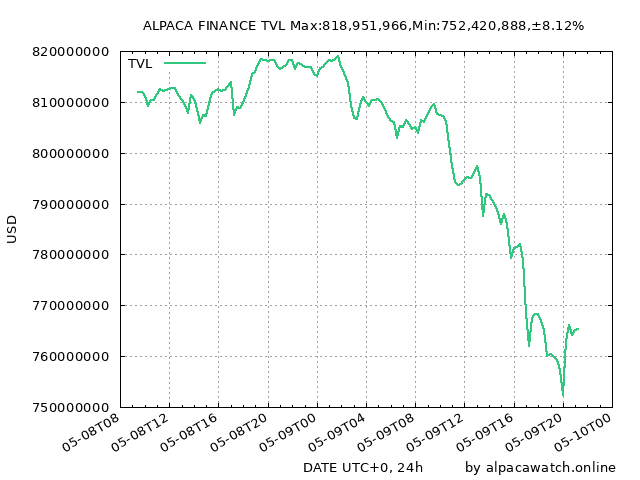 ALPACA FINANCE TVL Max:818,951,966,Min:752,420,888,±8.12%
820000000
TVL
810000000
800000000
790000000
USD
780000000
770000000
760000000
750000000
05-08T08
05-08T12
05-08T16
05-08T20
05-09T00
05-09T04
05-09T08
05-09T12
05-09T16
05-09T20
05-10T00
DATE UTC+0, 24h
by alpacawatch.online